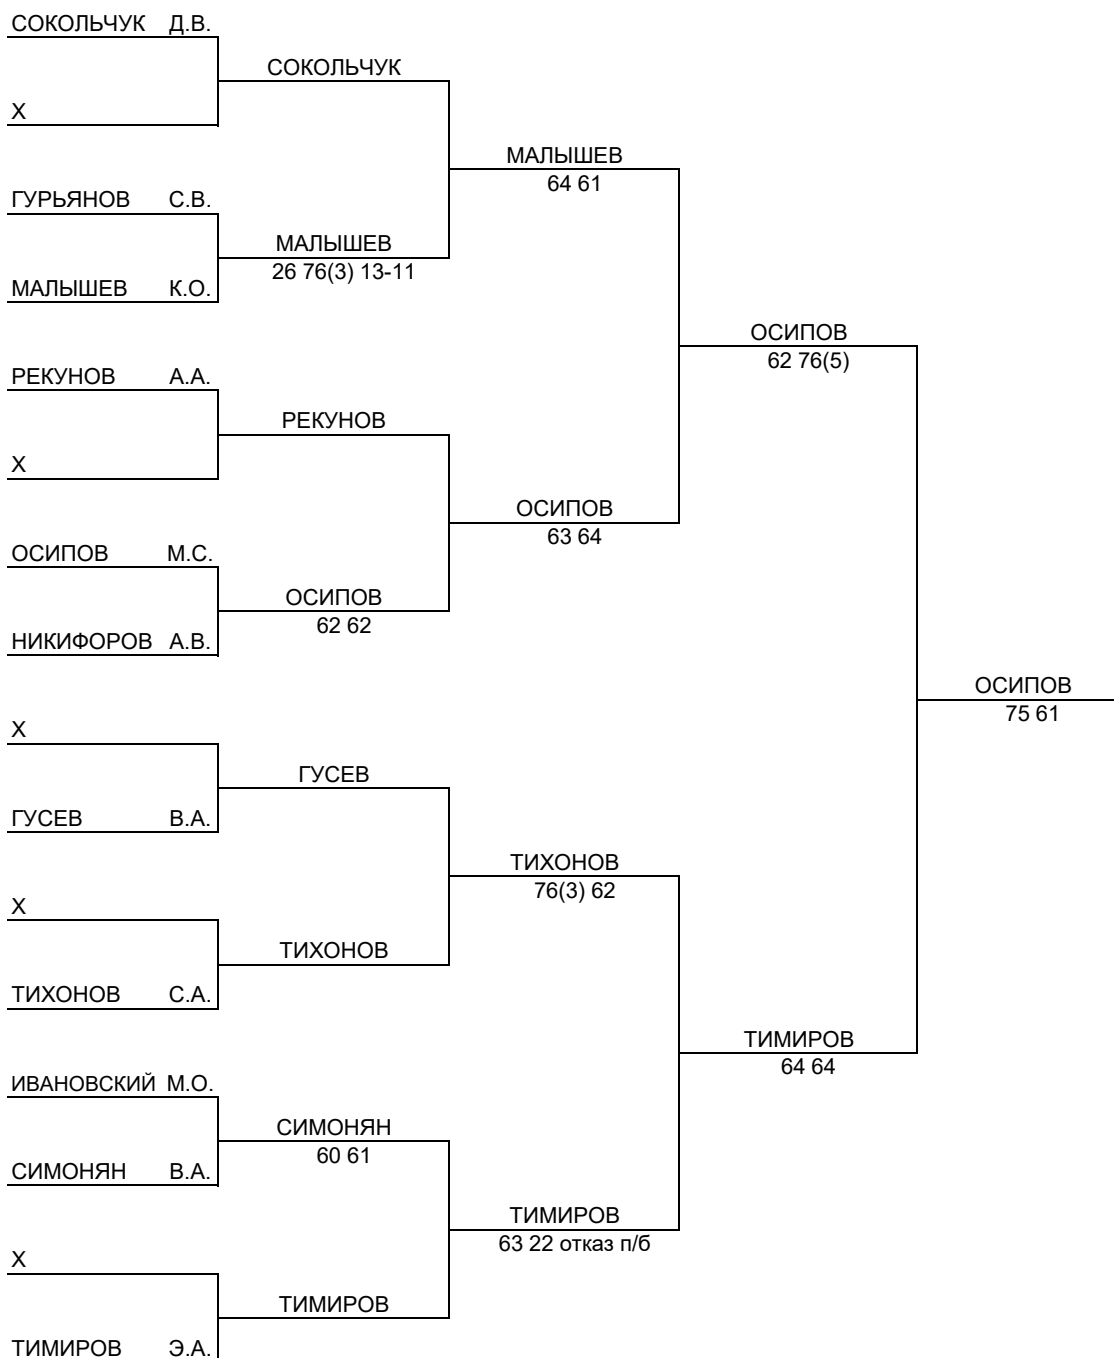 СОКОЛЬЧУК Д.В.
СОКОЛЬЧУК
X
МАЛЫШЕВ
64 61
ГУРЬЯНОВ С.В.
МАЛЫШЕВ
26 76(3) 13-11
МАЛЫШЕВ К.О.
ОСИПОВ
62 76(5)
РЕКУНОВ А.А.
РЕКУНОВ
X
ОСИПОВ
63 64
ОСИПОВ М.С.
ОСИПОВ
62 62
НИКИФОРОВ А.В.
ОСИПОВ
75 61
X
ГУСЕВ
ГУСЕВ В.А.
ТИХОНОВ
76(3) 62
X
ТИХОНОВ
ТИХОНОВ С.А.
ТИМИРОВ
64 64
ИВАНОВСКИЙ М.О.
СИМОНЯН
60 61
СИМОНЯН В.А.
ТИМИРОВ
63 22 отказ п/б
X
ТИМИРОВ
ТИМИРОВ Э.А.